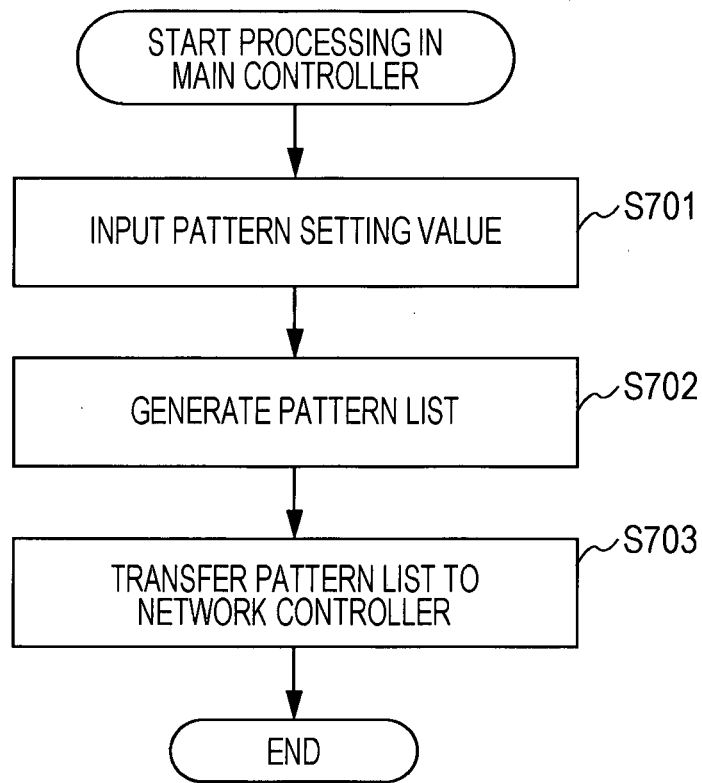 START PROCESSING IN
MAIN CONTROLLER
INPUT PATTERN SETTING VALUE
S701
GENERATE PATTERN LIST
S702
TRANSFER PATTERN LIST TO
NETWORK CONTROLLER
S703
END